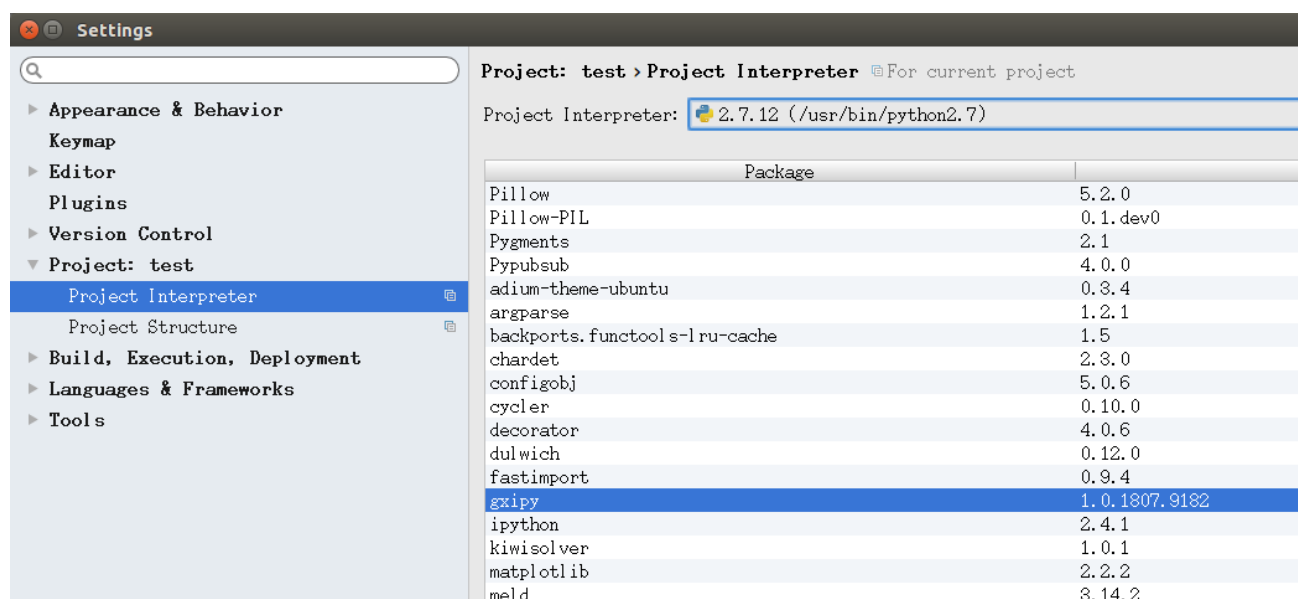 Settings
Appearance & Behavior
Keymap
Editor
Plugins
Version Control
Project: test
Project Interpreter
Project Structure
Build, Execution, Deployment
Languages & Frameworks
Tools
Project: test › Project Interpreter For current project
Project Interpreter: 2.7.12 (/usr/bin/python2.7)
Package
Pillow 5.2.0
Pillow-PIL 0.1.dev0
Pygments 2.1
Pypubsub 4.0.0
adium-theme-ubuntu 0.3.4
argparse 1.2.1
backports.functools-lru-cache 1.5
chardet 2.3.0
configobj 5.0.6
cycler 0.10.0
decorator 4.0.6
dulwich 0.12.0
fastimport 0.9.4
gxipy 1.0.1807.9182
ipython 2.4.1
kiwisolver 1.0.1
matplotlib 2.2.2
meld 3.14.2